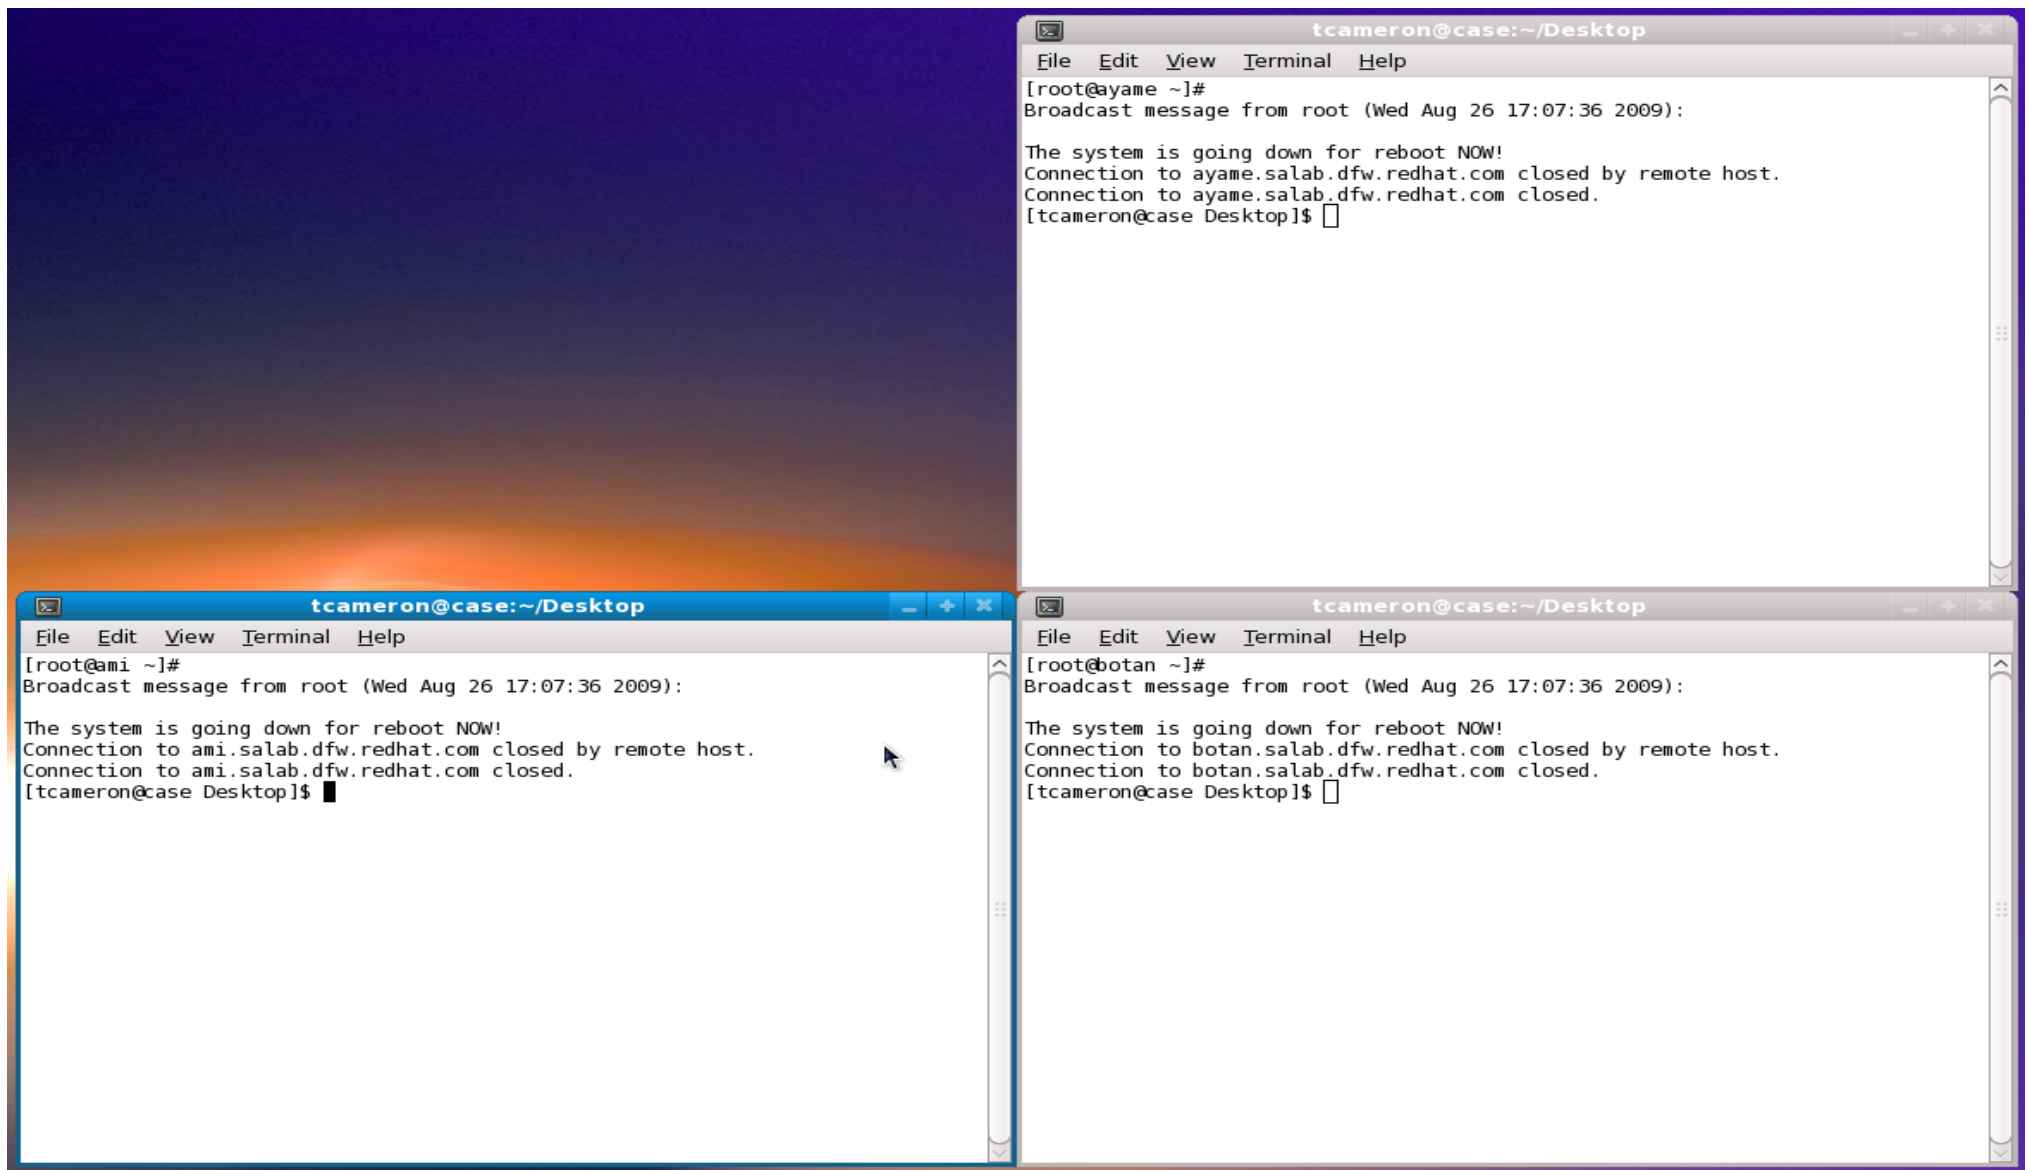 tcameron@case:~/Desktop
File Edit View Terminal Help
[root@ayame ~]#
Broadcast message from root (Wed Aug 26 17:07:36 2009):
The system is going down for reboot NOW!
Connection to ayame.salab.dfw.redhat.com closed by remote host.
Connection to ayame.salab.dfw.redhat.com closed.
[tcameron@case Desktop]$
tcameron@case:~/Desktop
File Edit View Terminal Help
[root@ami ~]#
Broadcast message from root (Wed Aug 26 17:07:36 2009):
The system is going down for reboot NOW!
Connection to ami.salab.dfw.redhat.com closed by remote host.
Connection to ami.salab.dfw.redhat.com closed.
[tcameron@case Desktop]$
tcameron@case:~/Desktop
File Edit View Terminal Help
[root@botan ~]#
Broadcast message from root (Wed Aug 26 17:07:36 2009):
The system is going down for reboot NOW!
Connection to botan.salab.dfw.redhat.com closed by remote host.
Connection to botan.salab.dfw.redhat.com closed.
[tcameron@case Desktop]$